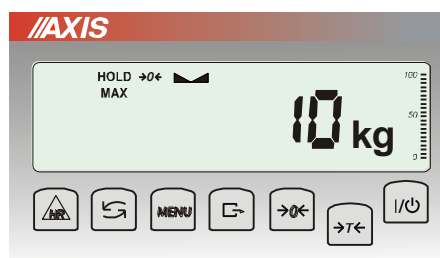 //AXIS
HOLD →0←
MAX
10 kg
100
50
0
HR
MENU
→0←
→T←
I/⏻